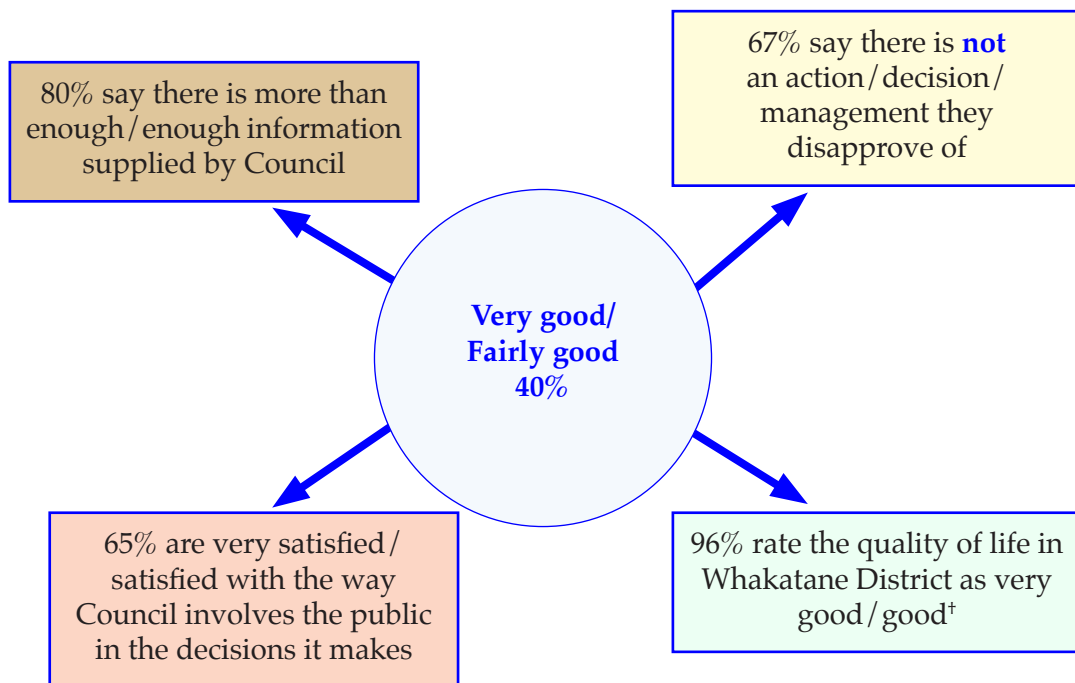 80% say there is more than
enough/enough information
supplied by Council
67% say there is not
an action/decision/
management they
disapprove of
Very good/
Fairly good
40%
65% are very satisfied/
satisfied with the way
Council involves the public
in the decisions it makes
96% rate the quality of life in
Whakatane District as very
good/good†